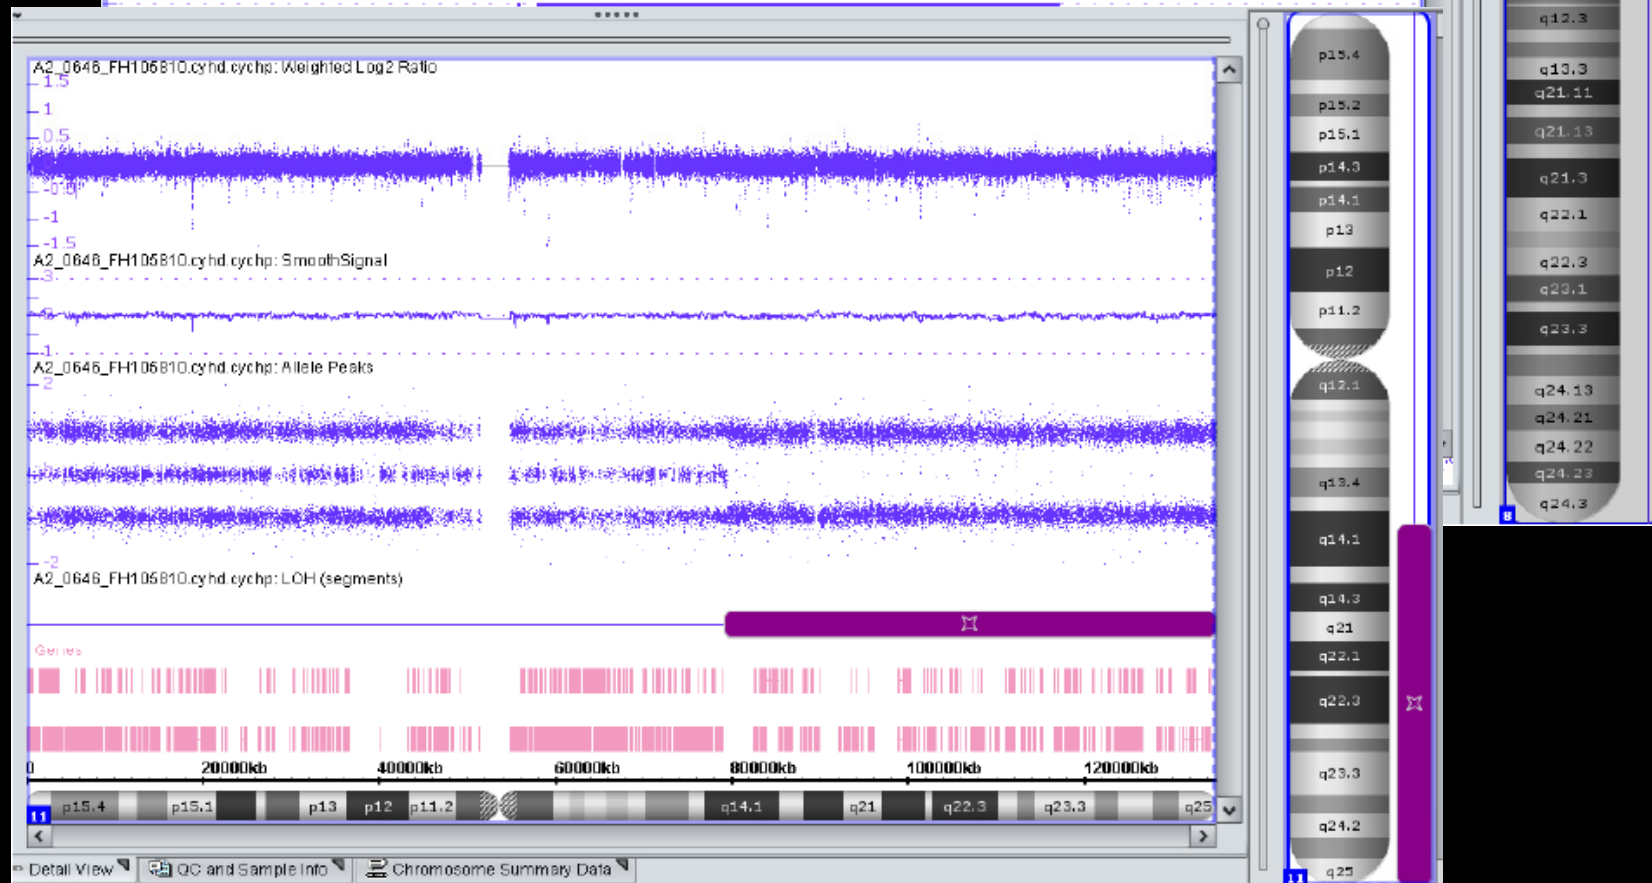 A2_0646_FH105810.cyhd.cychp: Weighted Log2 Ratio
1.5
1
0.5
-0.5
-1
-1.5
A2_0646_FH105810.cyhd.cychp: SmoothSignal
3
1
A2_0646_FH105810.cyhd.cychp: Allele Peaks
2
-2
A2_0646_FH105810.cyhd.cychp: LOH (segments)
Genes
0 20000kb 40000kb 60000kb 80000kb 100000kb 120000kb
p15.4 p15.1 p13 p12 p11.2 q14.1 q21 q22.3 q23.3 q25
11
Detail View QC and Sample Info Chromosome Summary Data
p15.4
p15.2
p15.1
p14.3
p14.1
p13
p12
p11.2
q12.1
q13.4
q14.1
q14.3
q21
q22.1
q22.3
q23.3
q24.2
q25
11
q12.3
q13.3
q21.11
q21.13
q21.3
q22.1
q22.3
q23.1
q23.3
q24.13
q24.21
q24.22
q24.23
q24.3
8